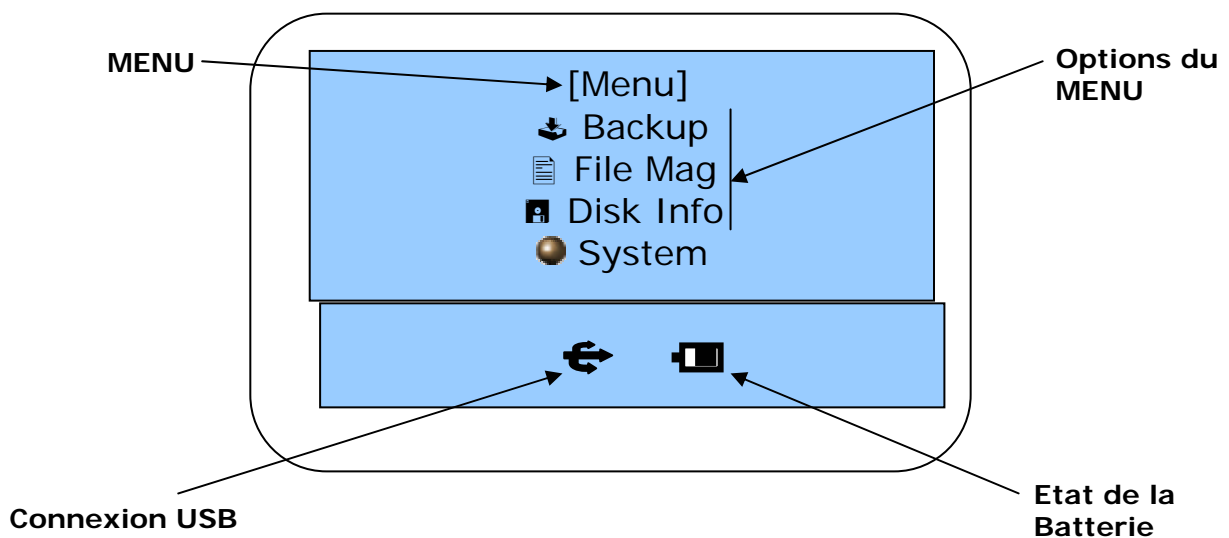 MENU
Options du
MENU
[Menu]
Backup
File Mag
Disk Info
System
Connexion USB
Etat de la
Batterie